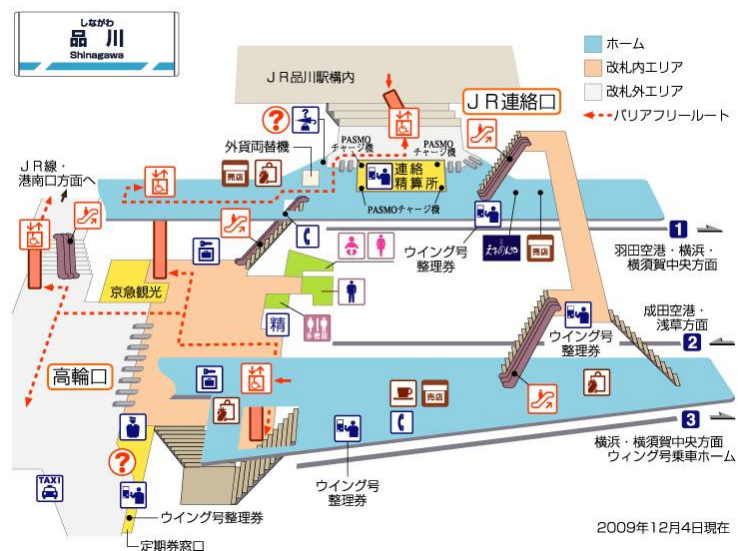 しながわ
品川
Shinagawa
ホーム
改札内エリア
改札外エリア
バリアフリールート
JR品川駅構内
JR連絡口
外貨両替機
PASMO
チャージ機
PASMO
チャージ機
連絡
精算所
PASMOチャージ機
売店
JR線・
港南口方面へ
ウイング号
整理券
えきのんや
売店
1
羽田空港・横浜・
横須賀中央方面
京急観光
精
成田空港・
浅草方面
ウイング号
整理券
2
高輪口
売店
3
横浜・横須賀中央方面
ウィング号乗車ホーム
ウイング号
整理券
TAXI
ウイング号整理券
定期券窓口
2009年12月4日現在